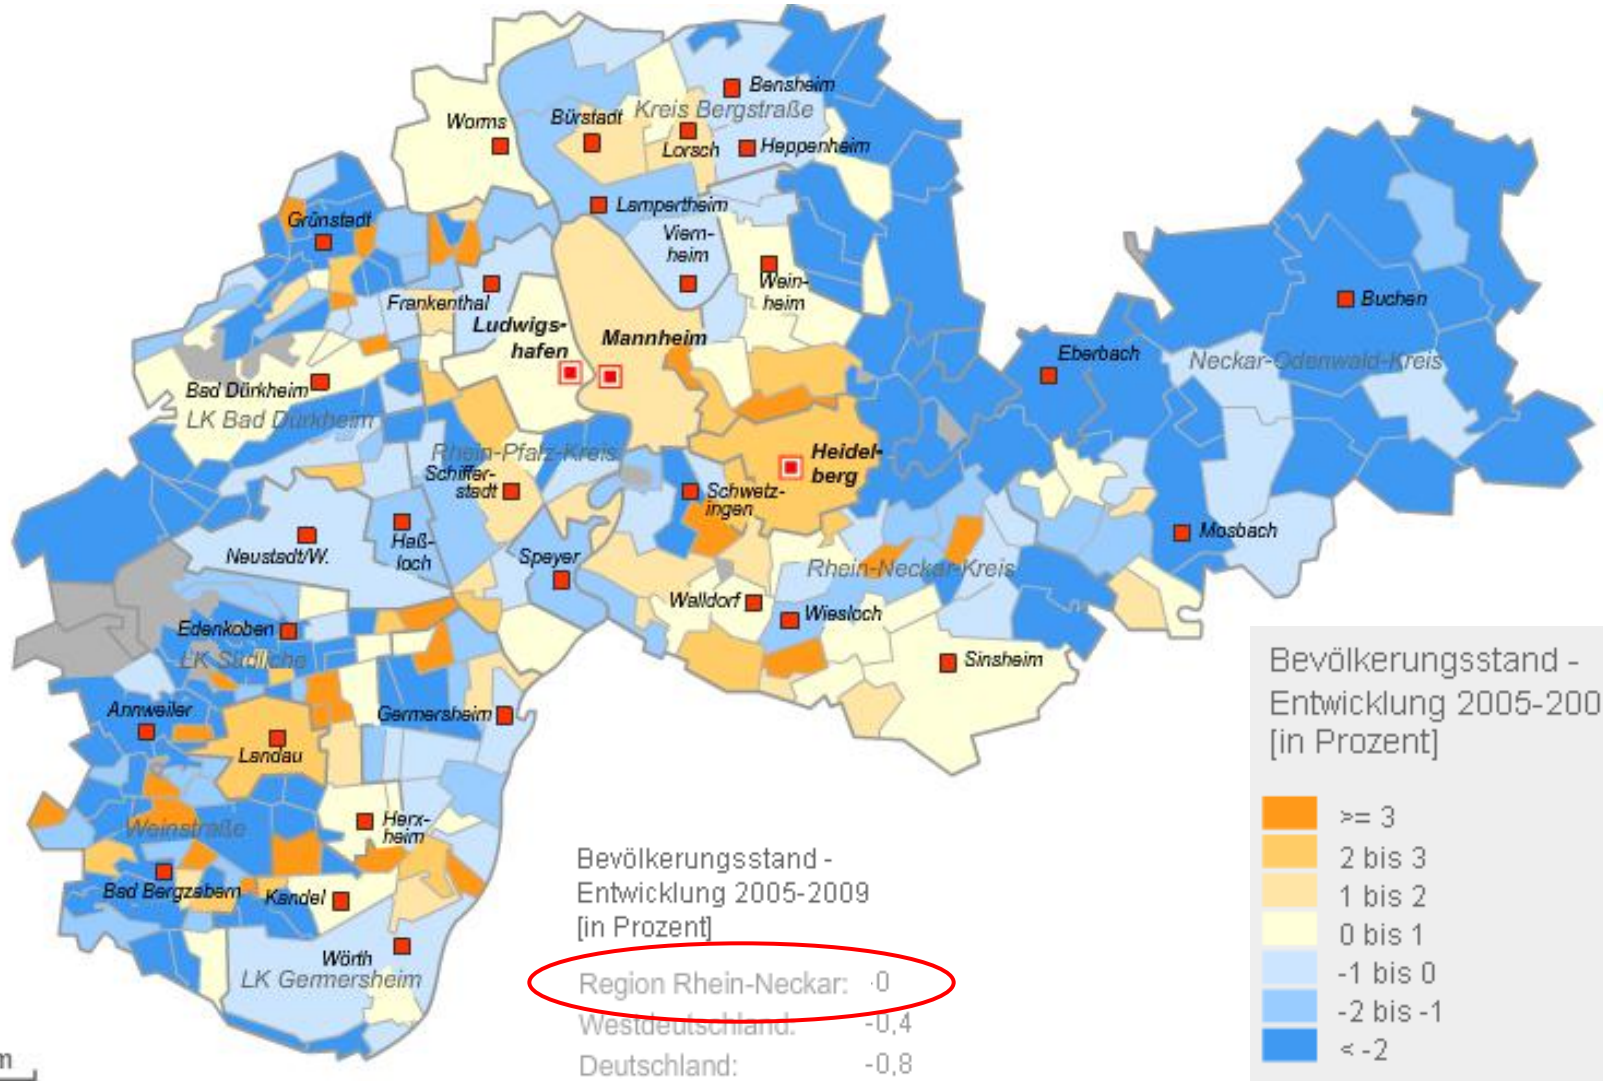 Bensheim
Bürstadt
Kreis Bergstraße
Worms
Lorsch
Heppenheim
Lampertheim
Grünstadt
Viern-
heim
Wein-
heim
Frankenthal
Buchen
Ludwigs-
hafen
Mannheim
Eberbach
Neckar-Odenwald-Kreis
Bad Dürkheim
LK Bad Dürkheim
Rhein-Pfalz-Kreis
Heidel-
berg
Schiffer-
stadt
Schwetz-
ingen
Mosbach
Neustadt/W.
Haß-
loch
Speyer
Rhein-Neckar-Kreis
Walldorf
Wiesloch
Edenkoben
LK Südliche
Sinsheim
Annweiler
Germersheim
Landau
Weinstraße
Herx-
heim
Bad Bergzabern
Kandel
Wörth
LK Germersheim
m
Bevölkerungsstand -
Entwicklung 2005-2009
[in Prozent]
Region Rhein-Neckar: -0
Westdeutschland: -0,4
Deutschland: -0,8
Bevölkerungsstand -
Entwicklung 2005-200
[in Prozent]
>= 3
2 bis 3
1 bis 2
0 bis 1
-1 bis 0
-2 bis -1
< -2